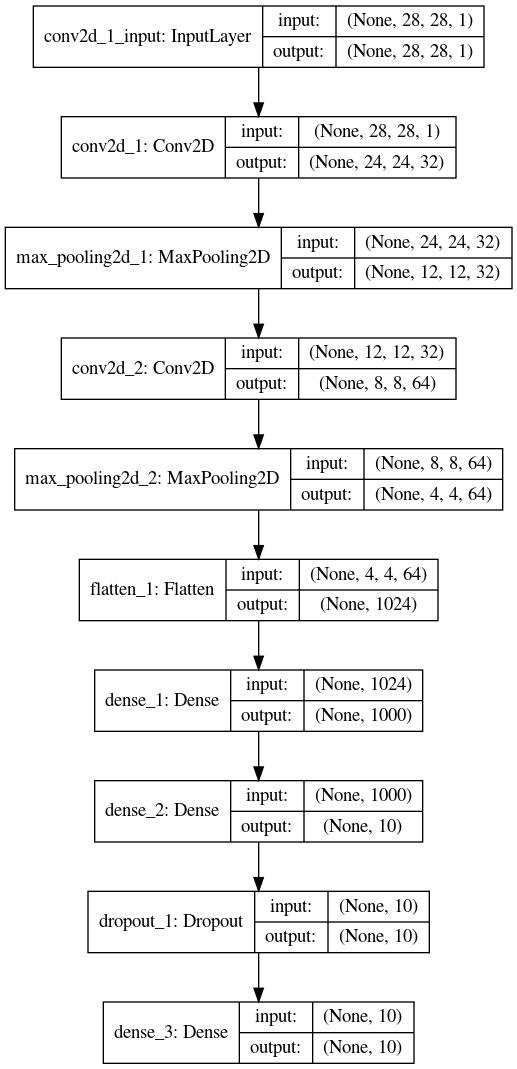 conv2d_1_input: InputLayer
input: (None, 28, 28, 1)
output: (None, 28, 28, 1)
conv2d_1: Conv2D
input: (None, 28, 28, 1)
output: (None, 24, 24, 32)
max_pooling2d_1: MaxPooling2D
input: (None, 24, 24, 32)
output: (None, 12, 12, 32)
conv2d_2: Conv2D
input: (None, 12, 12, 32)
output: (None, 8, 8, 64)
max_pooling2d_2: MaxPooling2D
input: (None, 8, 8, 64)
output: (None, 4, 4, 64)
flatten_1: Flatten
input: (None, 4, 4, 64)
output: (None, 1024)
dense_1: Dense
input: (None, 1024)
output: (None, 1000)
dense_2: Dense
input: (None, 1000)
output: (None, 10)
dropout_1: Dropout
input: (None, 10)
output: (None, 10)
dense_3: Dense
input: (None, 10)
output: (None, 10)